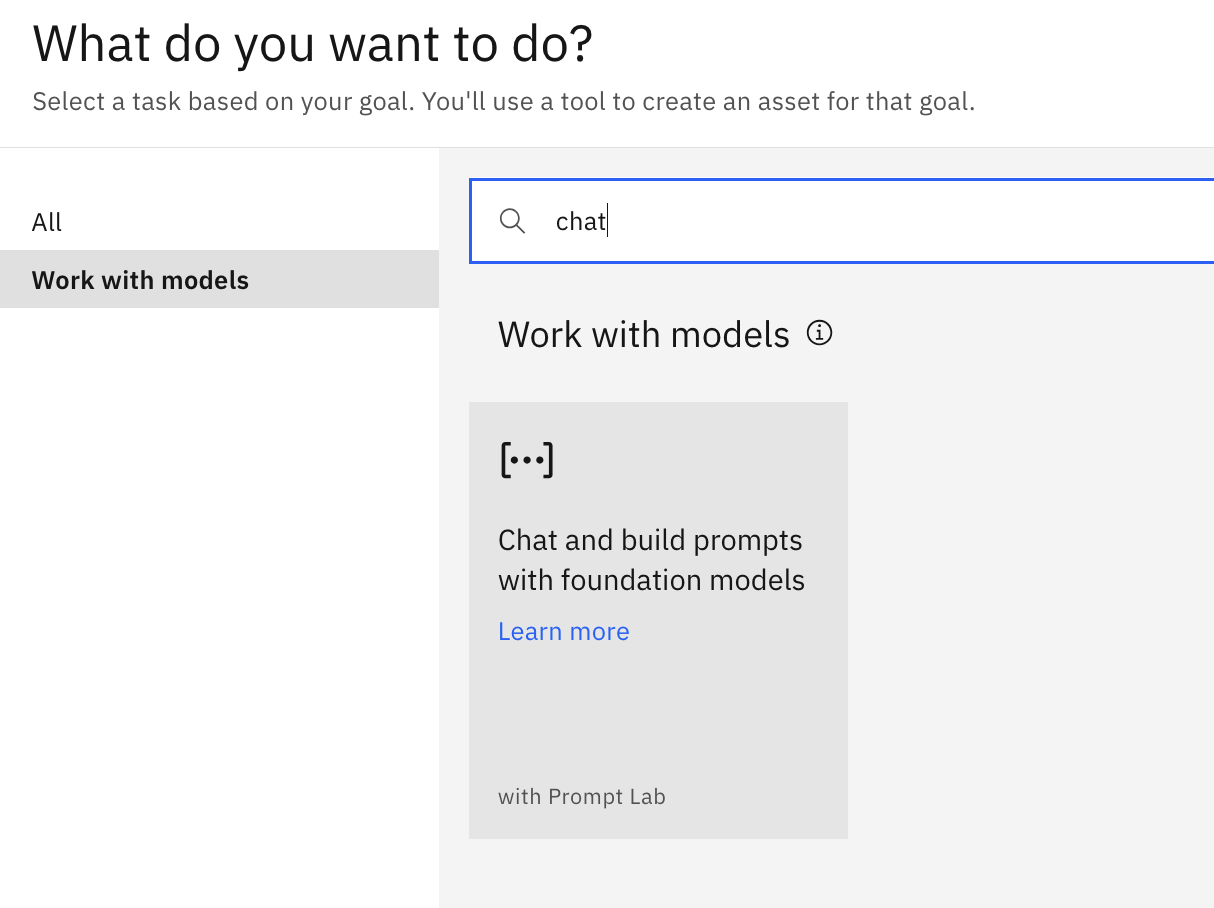 What do you want to do?
Select a task based on your goal. You'll use a tool to create an asset for that goal.
All
Work with models
chat
Work with models
Chat and build prompts
with foundation models
Learn more
with Prompt Lab